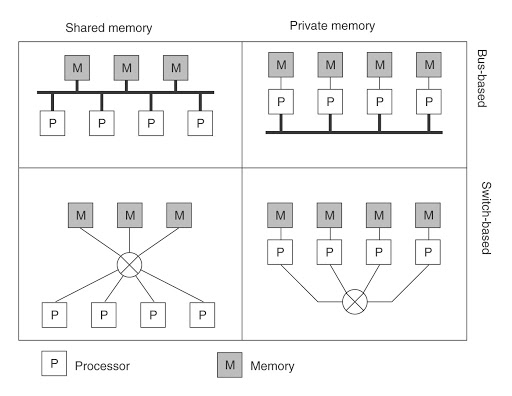 Shared memory
Private memory
M M M
P P P P
M M M M
P P P P
Bus-based
M M M
P P P P
M M M M
P P P P
Switch-based
P Processor
M Memory